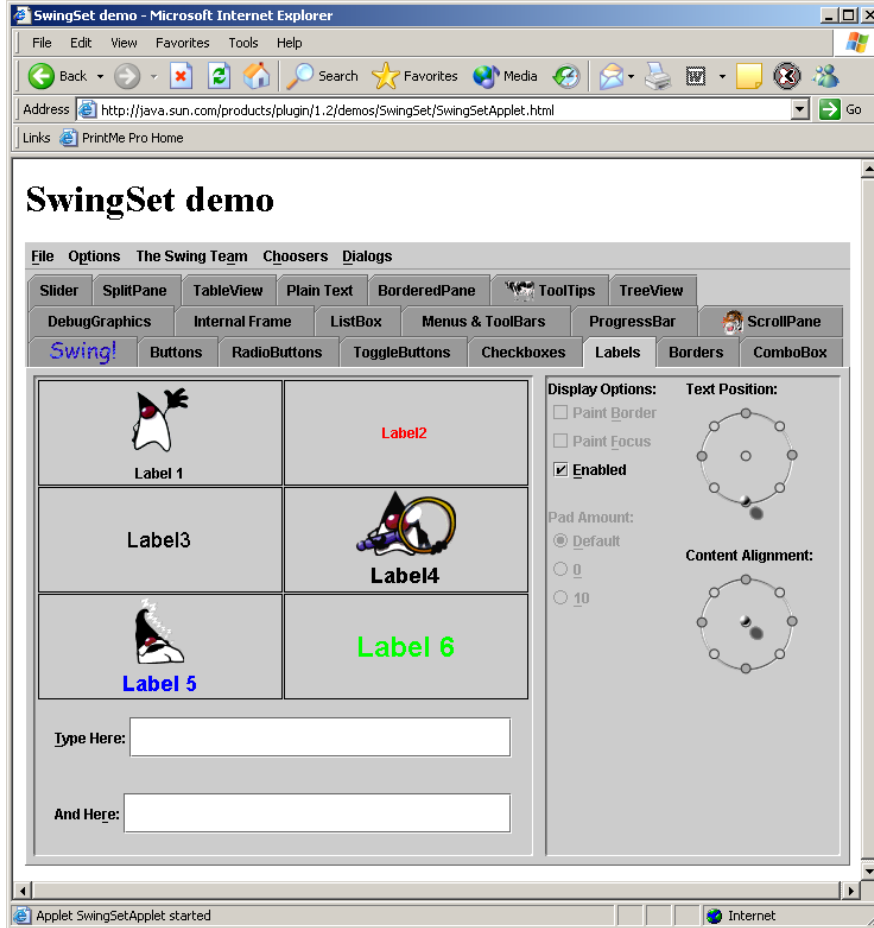 SwingSet demo - Microsoft Internet Explorer
File Edit View Favorites Tools Help
Back Search Favorites Media
Address http://java.sun.com/products/plugin/1.2/demos/SwingSet/SwingSetApplet.html Go
Links PrintMe Pro Home
SwingSet demo
File Options The Swing Team Choosers Dialogs
Slider SplitPane TableView Plain Text BorderedPane ToolTips TreeView
DebugGraphics Internal Frame ListBox Menus & ToolBars ProgressBar ScrollPane
Swing! Buttons RadioButtons ToggleButtons Checkboxes Labels Borders ComboBox
Label 1
Label2
Label3
Label4
Label 5
Label 6
Type Here:
And Here:
Display Options:
Paint Border
Paint Focus
Enabled
Pad Amount:
Default
0
10
Text Position:
Content Alignment:
Applet SwingSetApplet started Internet